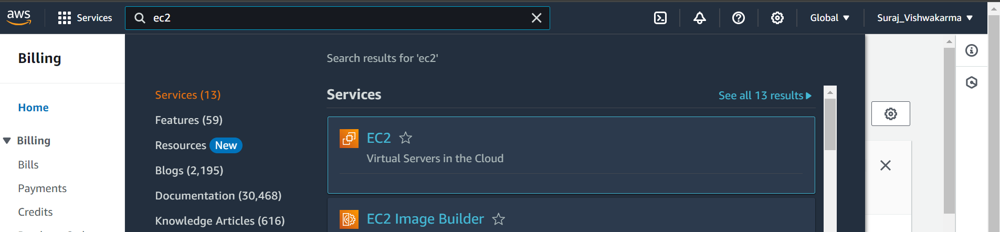 aws
Services
ec2
Global
Suraj_Vishwakarma
Billing
Home
Billing
Bills
Payments
Credits
Search results for 'ec2'
Services (13)
Features (59)
Resources New
Blogs (2,195)
Documentation (30,468)
Knowledge Articles (616)
Services
See all 13 results
EC2
Virtual Servers in the Cloud
EC2 Image Builder